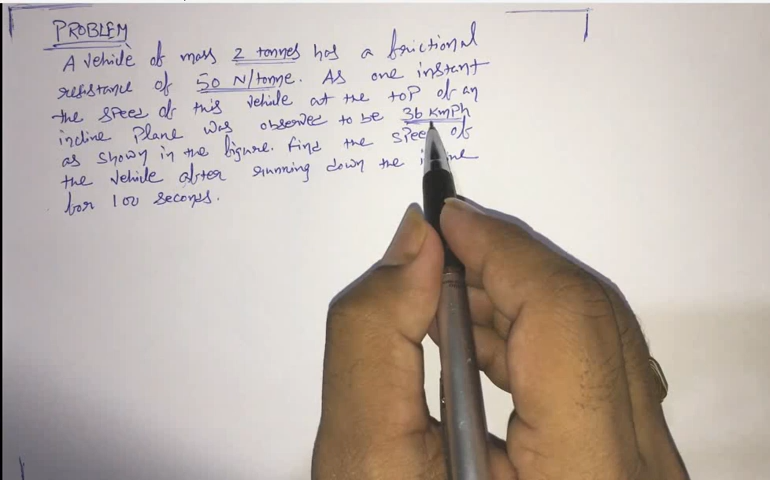 PROBLEM
A vehicle of mass 2 tonnes has a frictional
resistance of 50 N/tonne. As one instant
the speed of this vehicle at the top of an
incline plane was observed to be 36 kmph
as shown in the figure. Find the of
the vehicle after running down the
for 100 seconds.